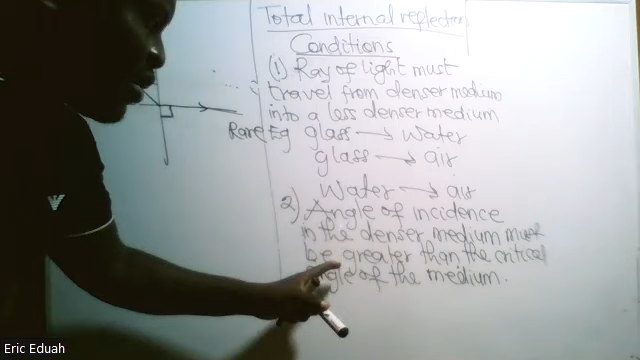 Total internal reflection
Conditions
(1) Ray of light must
travel from denser medium
into a less denser medium
Rare Eg glass → water
glass → air
Water → air
2) Angle of incidence
in the denser medium must
be greater than the critical
angle of the medium.
Eric Eduah